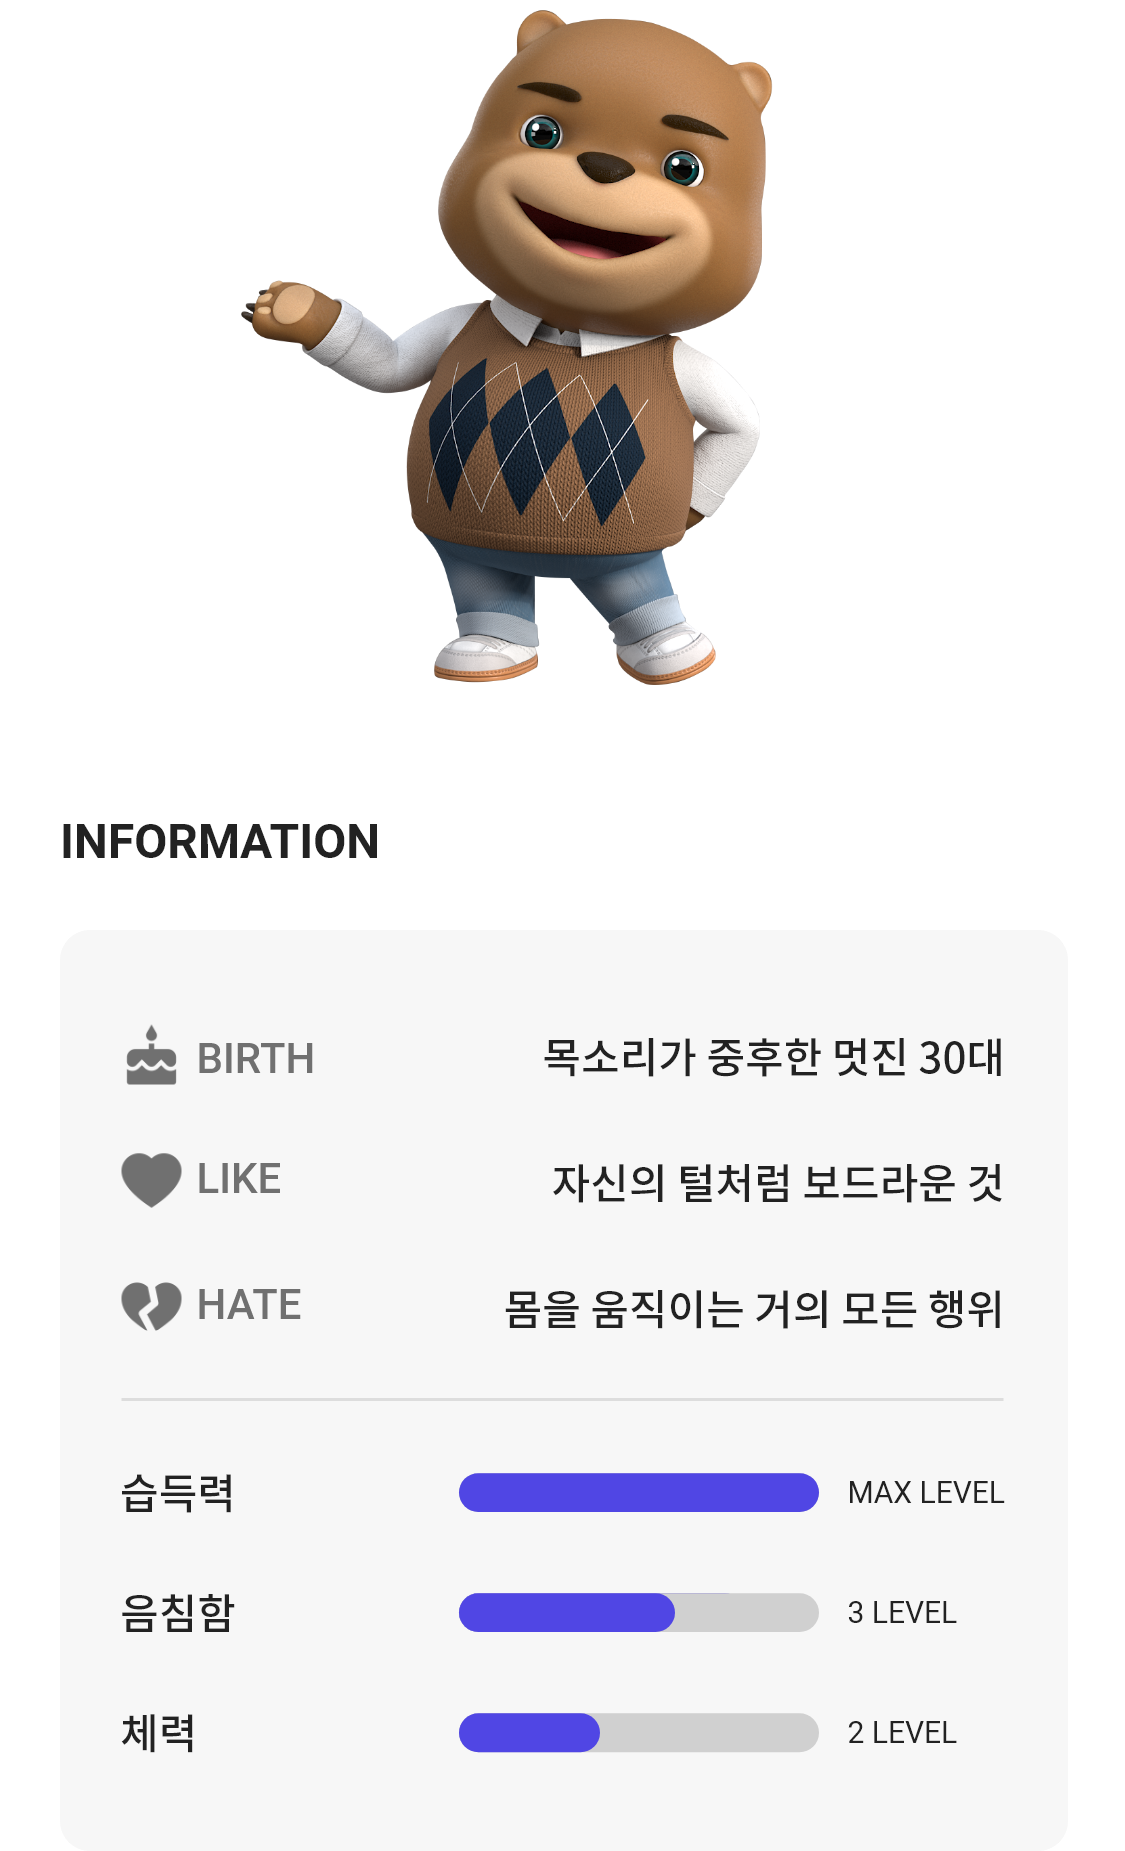 INFORMATION
BIRTH 목소리가 중후한 멋진 30대
LIKE 자신의 털처럼 보드라운 것
HATE 몸을 움직이는 거의 모든 행위
습득력 MAX LEVEL
음침함 3 LEVEL
체력 2 LEVEL